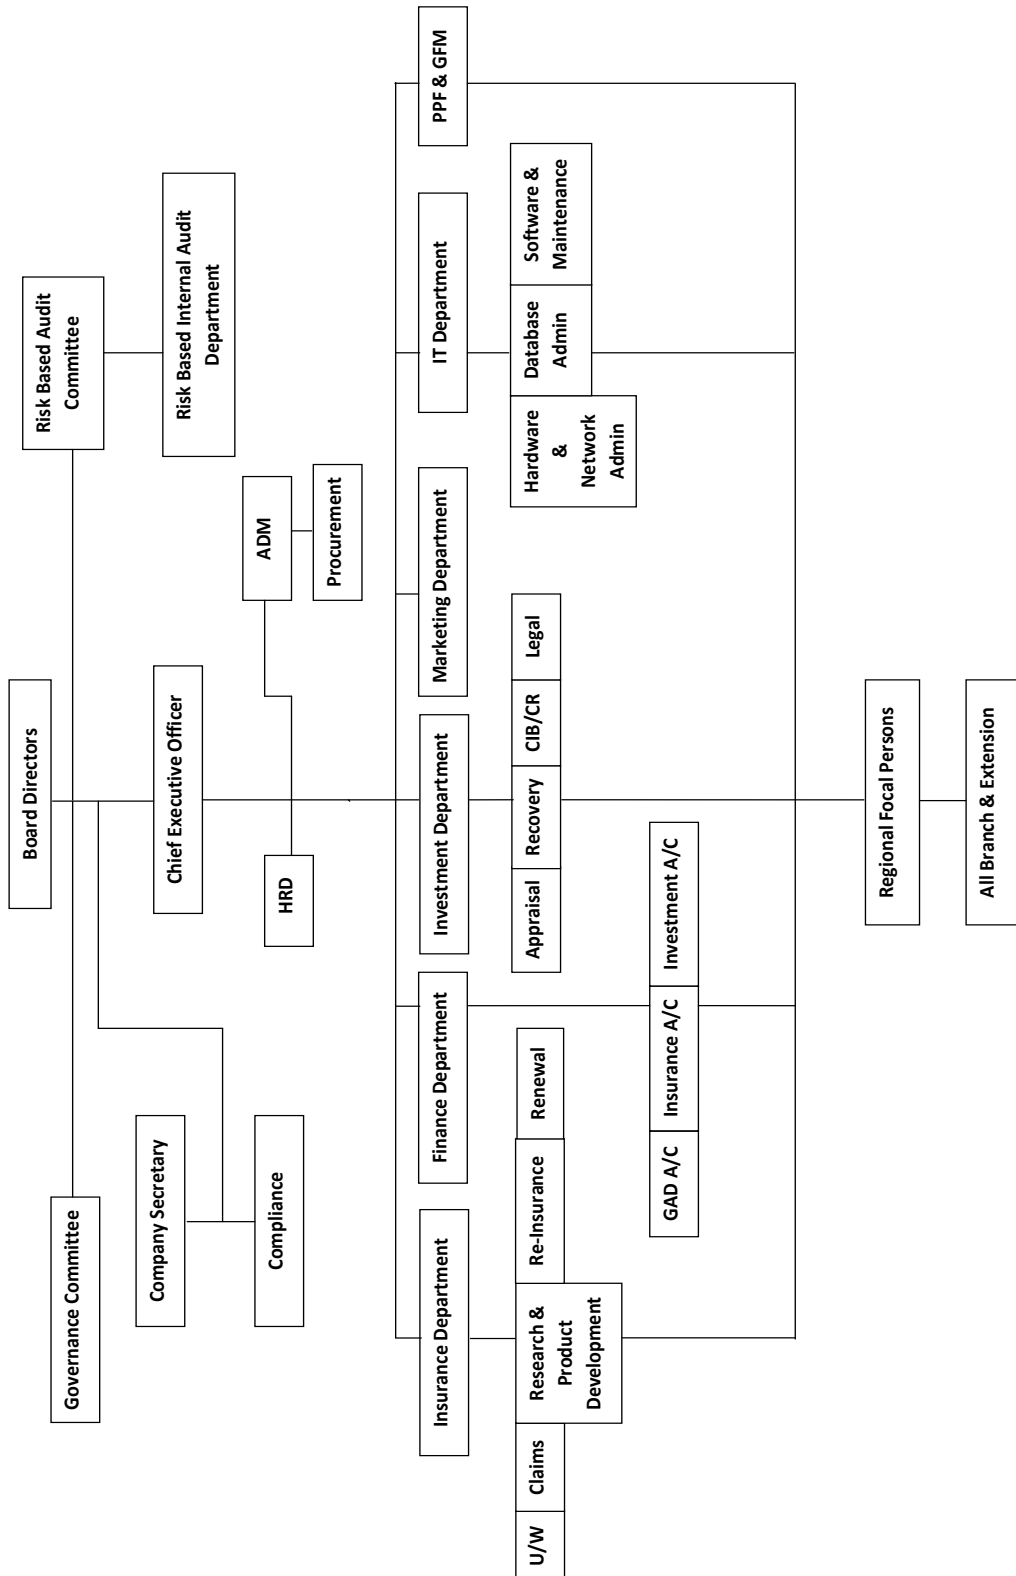 Board Directors
Governance Committee
Risk Based Audit
Committee
Company Secretary
Chief Executive Officer
Risk Based Internal Audit
Department
Compliance
HRD
ADM
Procurement
Insurance Department
Finance Department
Investment Department
Marketing Department
IT Department
PPF & GFM
U/W
Claims
Research &
Product
Development
Re-Insurance
Renewal
Appraisal
Recovery
CIB/CR
Legal
Hardware
&
Network
Admin
Database
Admin
Software &
Maintenance
GAD A/C
Insurance A/C
Investment A/C
Regional Focal Persons
All Branch & Extension